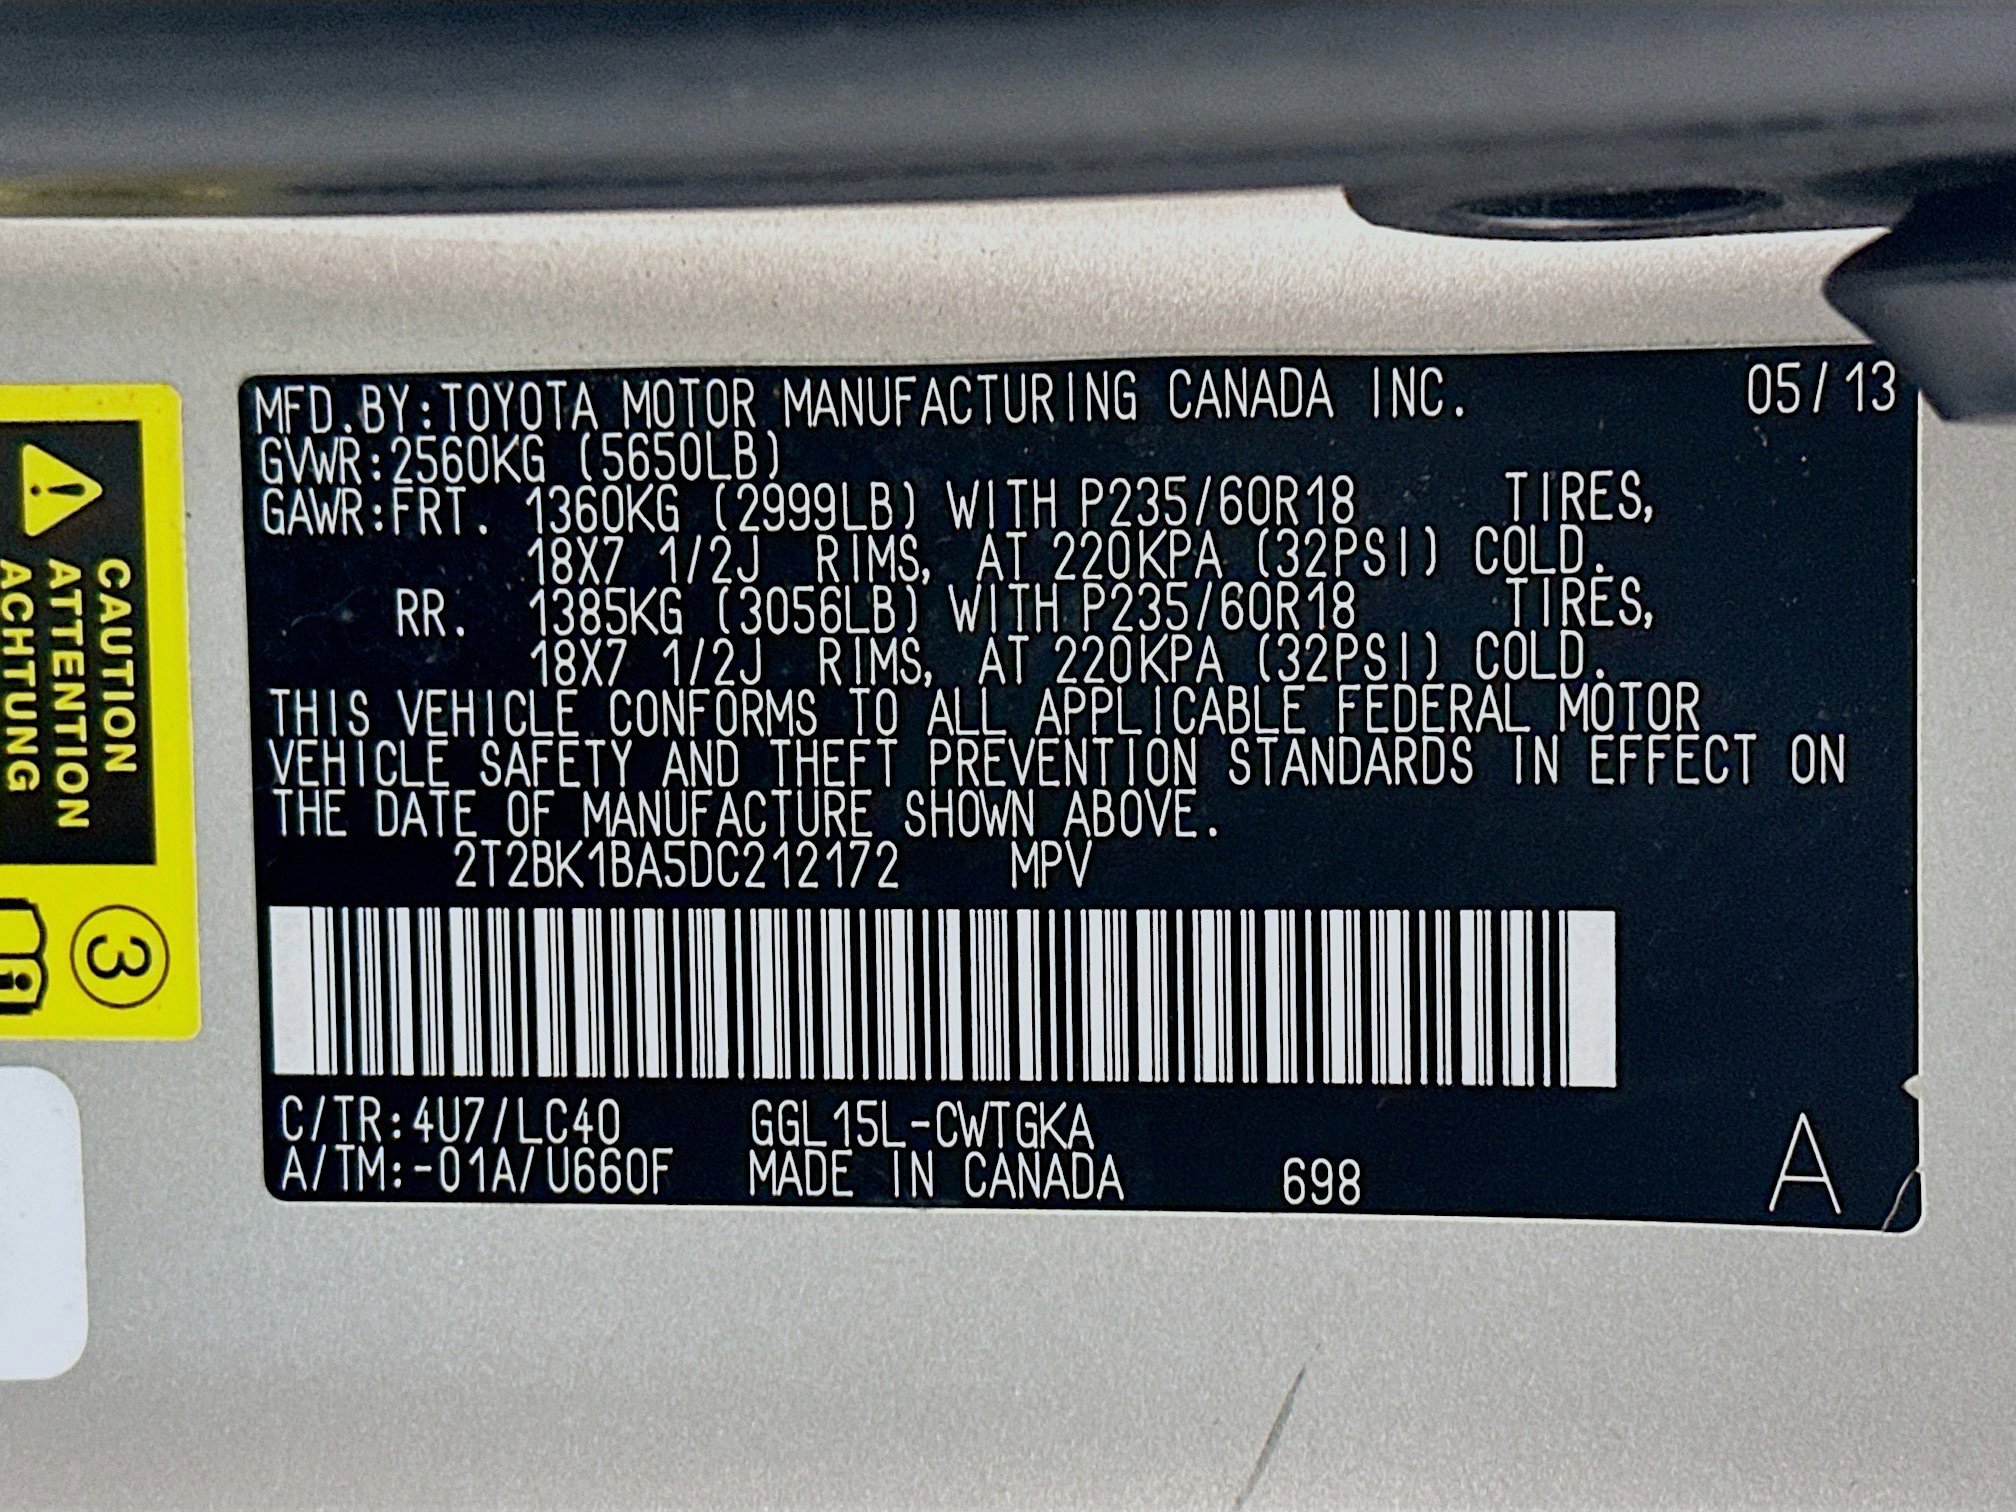 MFD.BY:TOYOTA MOTOR MANUFACTURING CANADA INC. 05/13
GVWR:2560KG (5650LB)
GAWR:FRT. 1360KG (2999LB) WITH P235/60R18 TIRES,
18X7 1/2J RIMS, AT 220KPA (32PSI) COLD.
RR. 1385KG (3056LB) WITH P235/60R18 TIRES,
18X7 1/2J RIMS, AT 220KPA (32PSI) COLD.
THIS VEHICLE CONFORMS TO ALL APPLICABLE FEDERAL MOTOR
VEHICLE SAFETY AND THEFT PREVENTION STANDARDS IN EFFECT ON
THE DATE OF MANUFACTURE SHOWN ABOVE.
2T2BK1BA5DC212172 MPV
C/TR:4U7/LC40 GGL15L-CWTGKA
A/TM:-01A/U660F MADE IN CANADA 698 A
CAUTION
ATTENTION
ACHTUNG
3